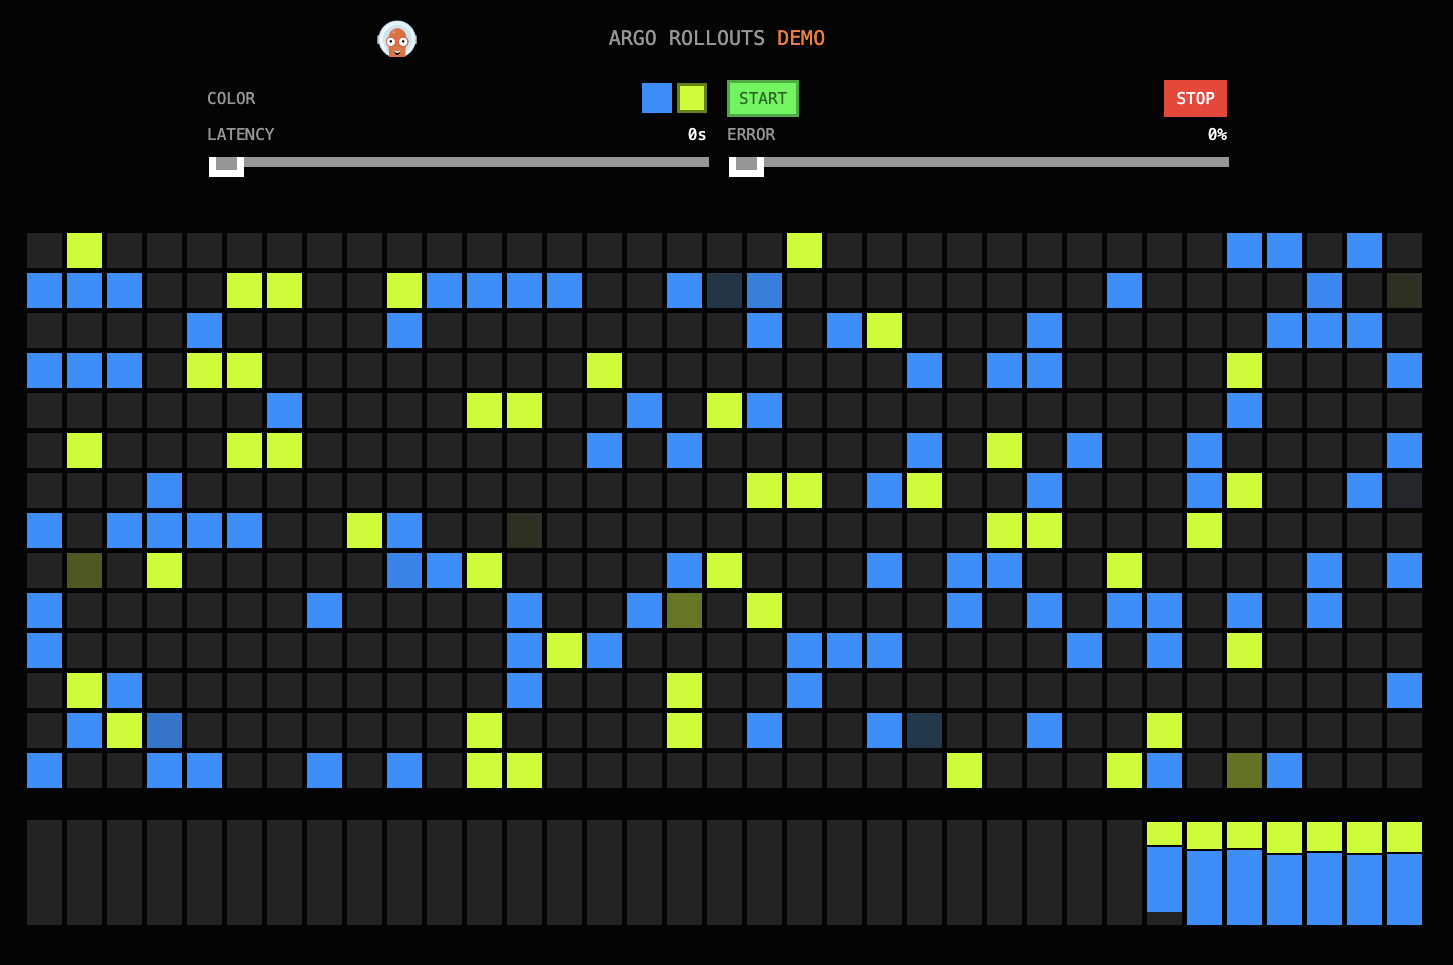 ARGO ROLLOUTS DEMO
COLOR
START
STOP
LATENCY
0s
ERROR
0%